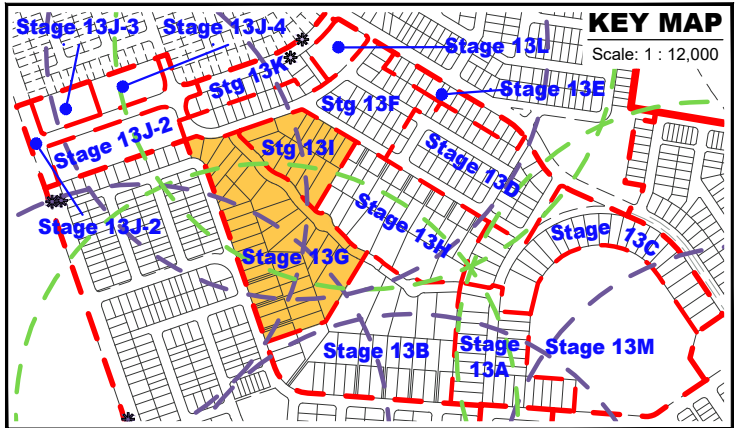 KEY MAP
Scale: 1 : 12,000
Stage 13J-3
Stage 13J-4
Stage 13L
Stg 13K
Stage 13E
Stg 13F
Stage 13J-2
Stg 13I
Stage 13D
Stage 13J-2
Stage 13H
Stage 13C
Stage 13G
Stage 13B
Stage
13A
Stage 13M